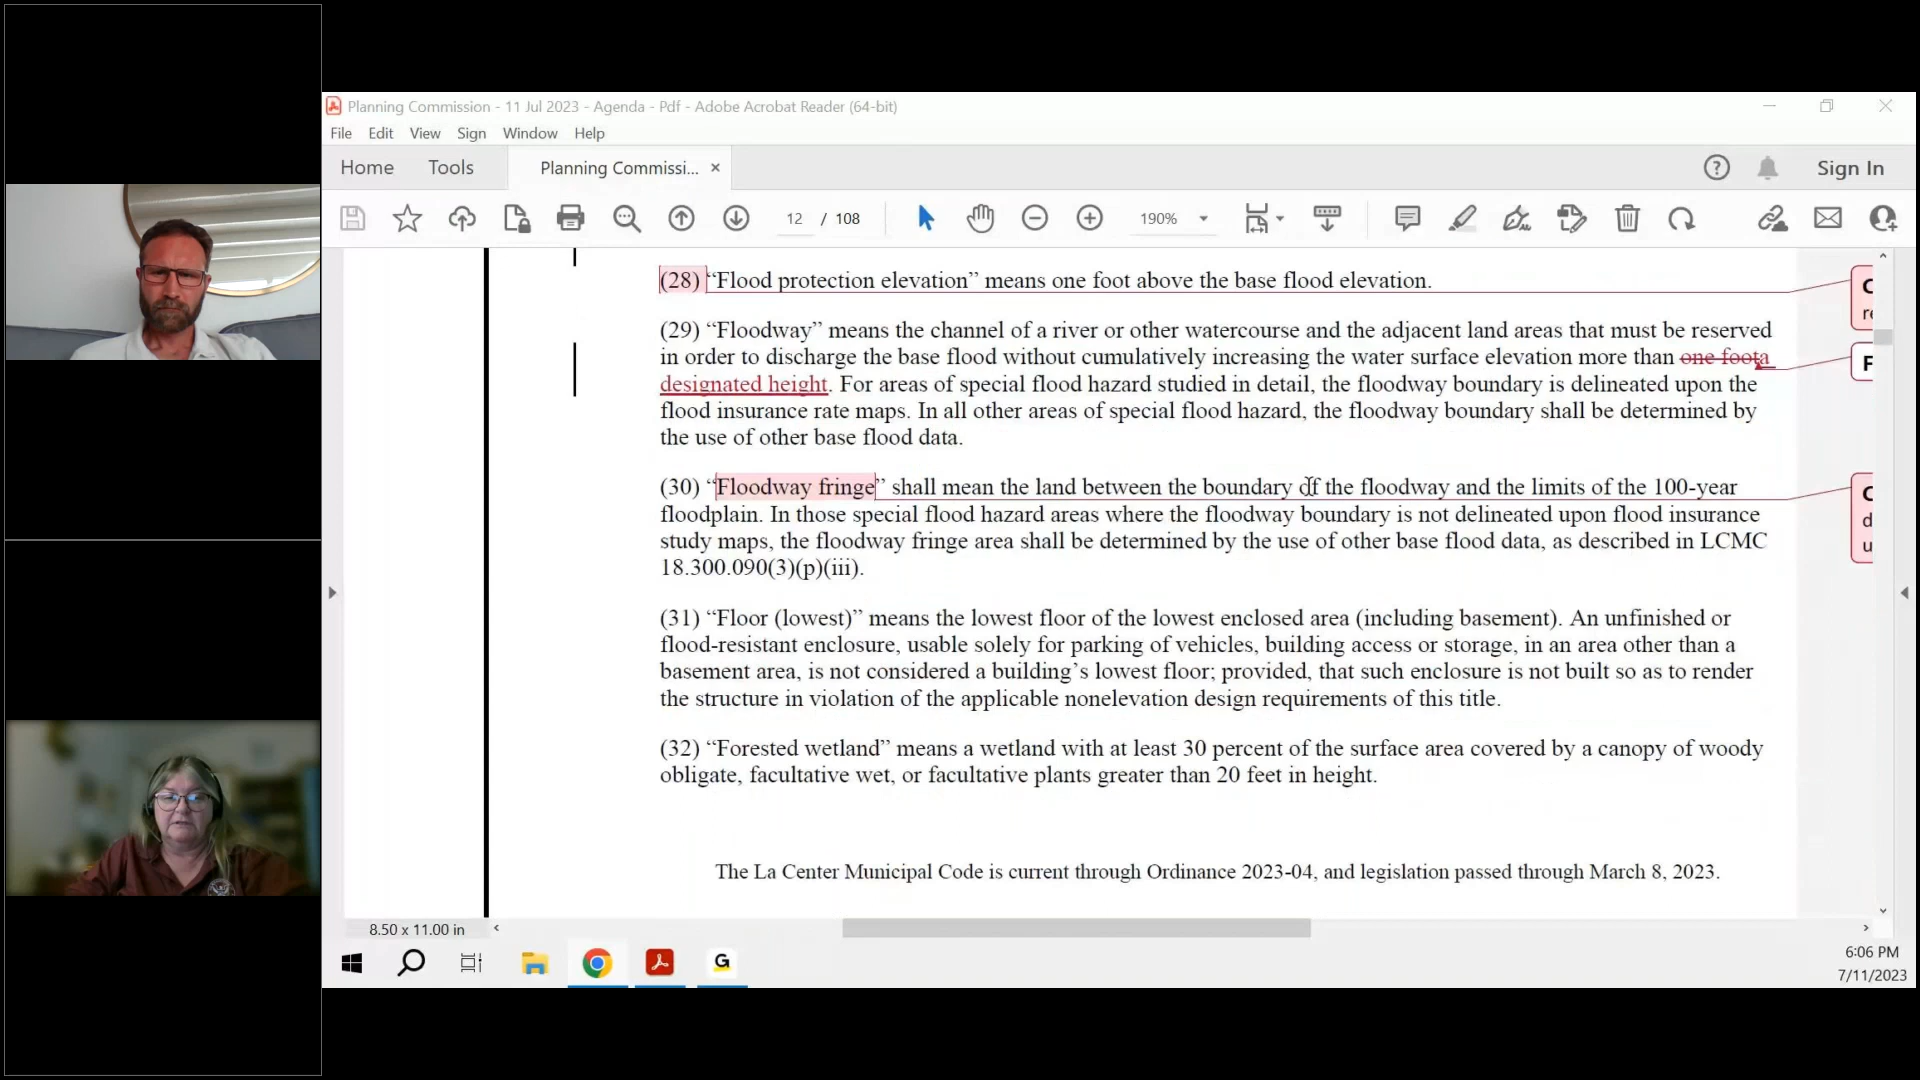 Planning Commission - 11 Jul 2023 - Agenda - Pdf - Adobe Acrobat Reader (64-bit)
File Edit View Sign Window Help
Home Tools Planning Commissi... × Sign In
12 / 108 190%
(28) “Flood protection elevation” means one foot above the base flood elevation.
(29) “Floodway” means the channel of a river or other watercourse and the adjacent land areas that must be reserved
in order to discharge the base flood without cumulatively increasing the water surface elevation more than one foota
designated height. For areas of special flood hazard studied in detail, the floodway boundary is delineated upon the
flood insurance rate maps. In all other areas of special flood hazard, the floodway boundary shall be determined by
the use of other base flood data.
(30) “Floodway fringe” shall mean the land between the boundary of the floodway and the limits of the 100-year
floodplain. In those special flood hazard areas where the floodway boundary is not delineated upon flood insurance
study maps, the floodway fringe area shall be determined by the use of other base flood data, as described in LCMC
18.300.090(3)(p)(iii).
(31) “Floor (lowest)” means the lowest floor of the lowest enclosed area (including basement). An unfinished or
flood-resistant enclosure, usable solely for parking of vehicles, building access or storage, in an area other than a
basement area, is not considered a building’s lowest floor; provided, that such enclosure is not built so as to render
the structure in violation of the applicable nonelevation design requirements of this title.
(32) “Forested wetland” means a wetland with at least 30 percent of the surface area covered by a canopy of woody
obligate, facultative wet, or facultative plants greater than 20 feet in height.
The La Center Municipal Code is current through Ordinance 2023-04, and legislation passed through March 8, 2023.
C
re
F
C
d
u
8.50 x 11.00 in
G
6:06 PM
7/11/2023